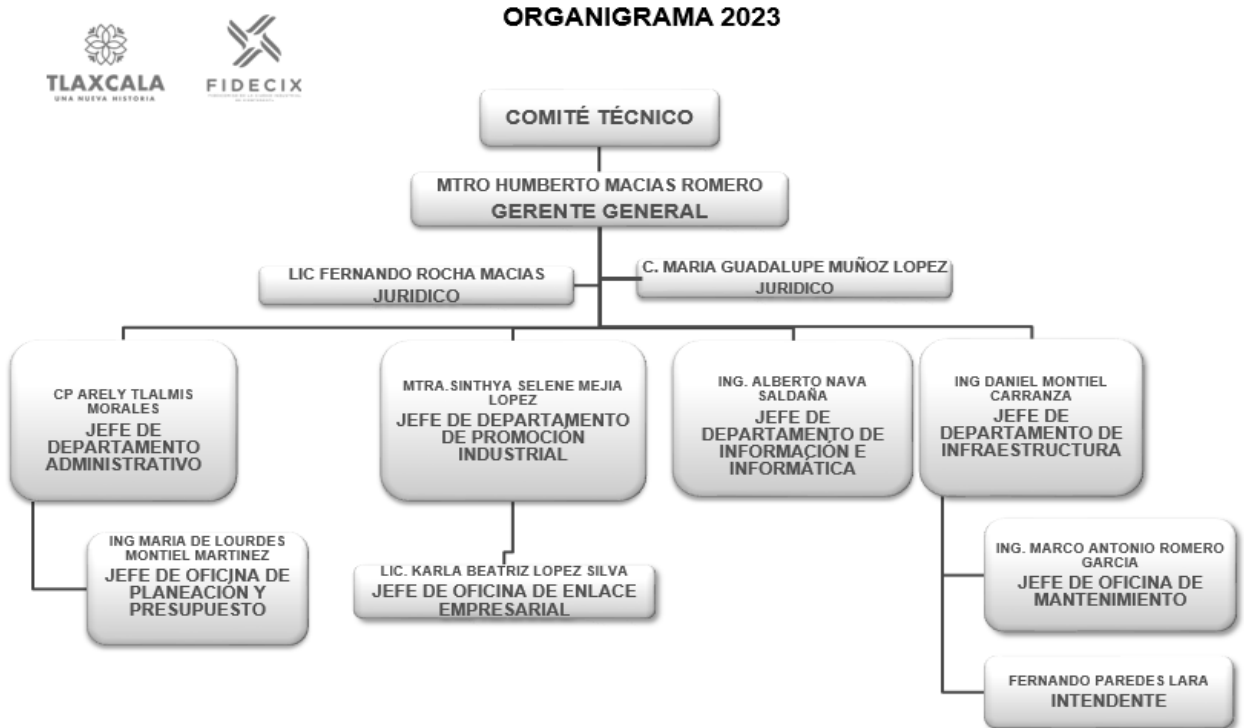 ORGANIGRAMA 2023
TLAXCALA
UNA NUEVA HISTORIA
FIDECIX
COMITÉ TÉCNICO
MTRO HUMBERTO MACIAS ROMERO
GERENTE GENERAL
LIC FERNANDO ROCHA MACIAS
JURIDICO
C. MARIA GUADALUPE MUÑOZ LOPEZ
JURIDICO
CP ARELY TLALMIS
MORALES
JEFE DE
DEPARTAMENTO
ADMINISTRATIVO
MTRA.SINTHYA SELENE MEJIA
LOPEZ
JEFE DE DEPARTAMENTO
DE PROMOCIÓN
INDUSTRIAL
ING. ALBERTO NAVA
SALDAÑA
JEFE DE
DEPARTAMENTO DE
INFORMACIÓN E
INFORMÁTICA
ING DANIEL MONTIEL
CARRANZA
JEFE DE
DEPARTAMENTO DE
INFRAESTRUCTURA
ING MARIA DE LOURDES
MONTIEL MARTINEZ
JEFE DE OFICINA DE
PLANEACIÓN Y
PRESUPUESTO
LIC. KARLA BEATRIZ LOPEZ SILVA
JEFE DE OFICINA DE ENLACE
EMPRESARIAL
ING. MARCO ANTONIO ROMERO
GARCIA
JEFE DE OFICINA DE
MANTENIMIENTO
FERNANDO PAREDES LARA
INTENDENTE